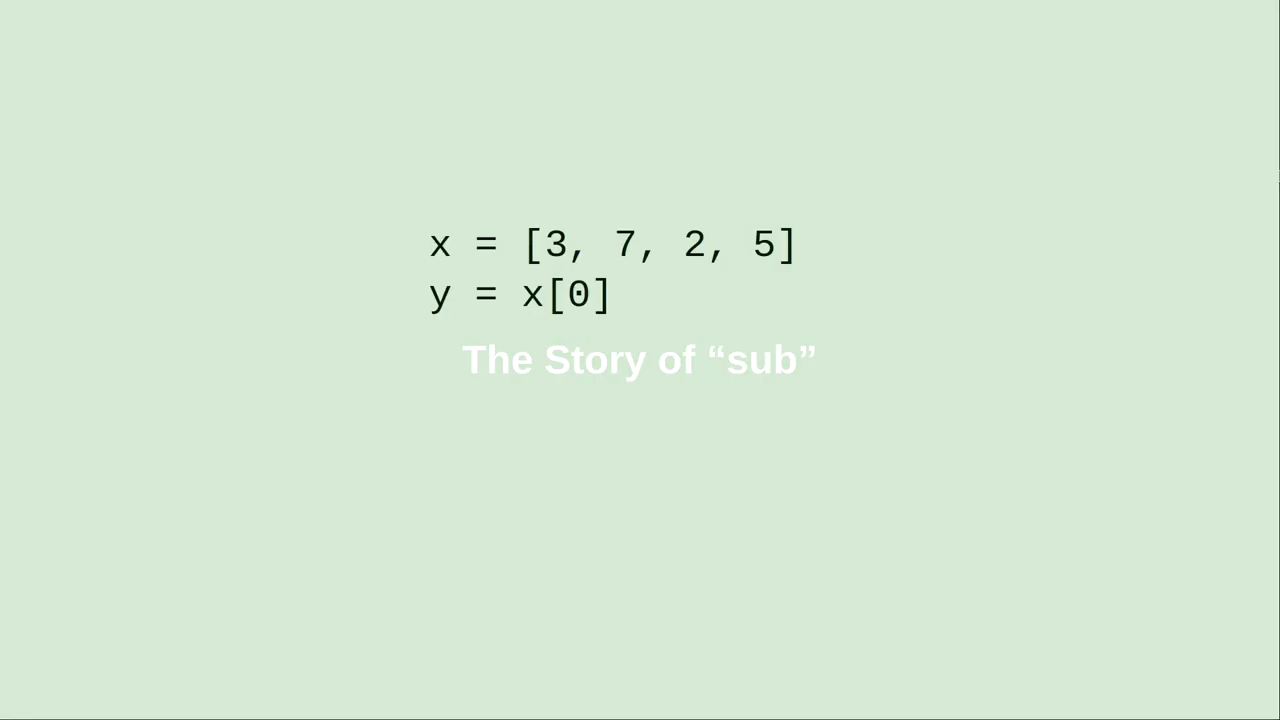 x = [3, 7, 2, 5]
y = x[0]
The Story of “sub”